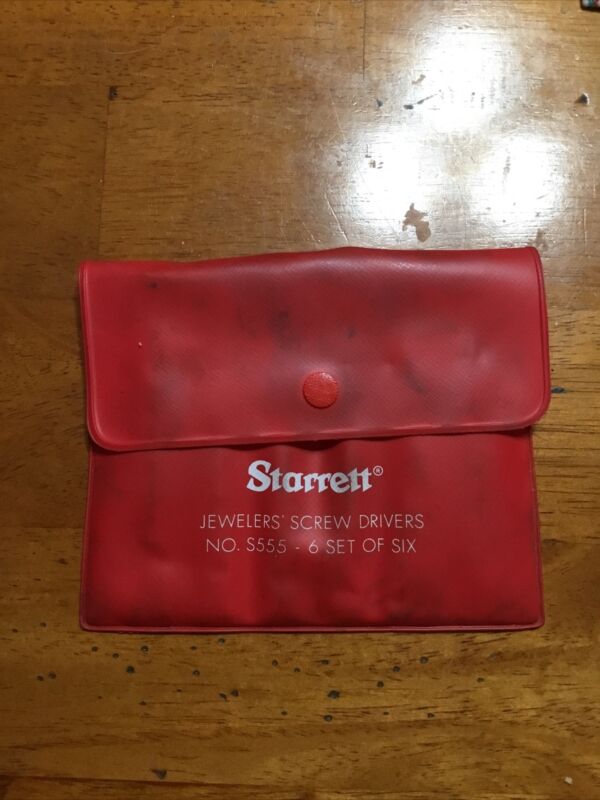 Starrett®
JEWELERS' SCREW DRIVERS
NO. S555 - 6 SET OF SIX